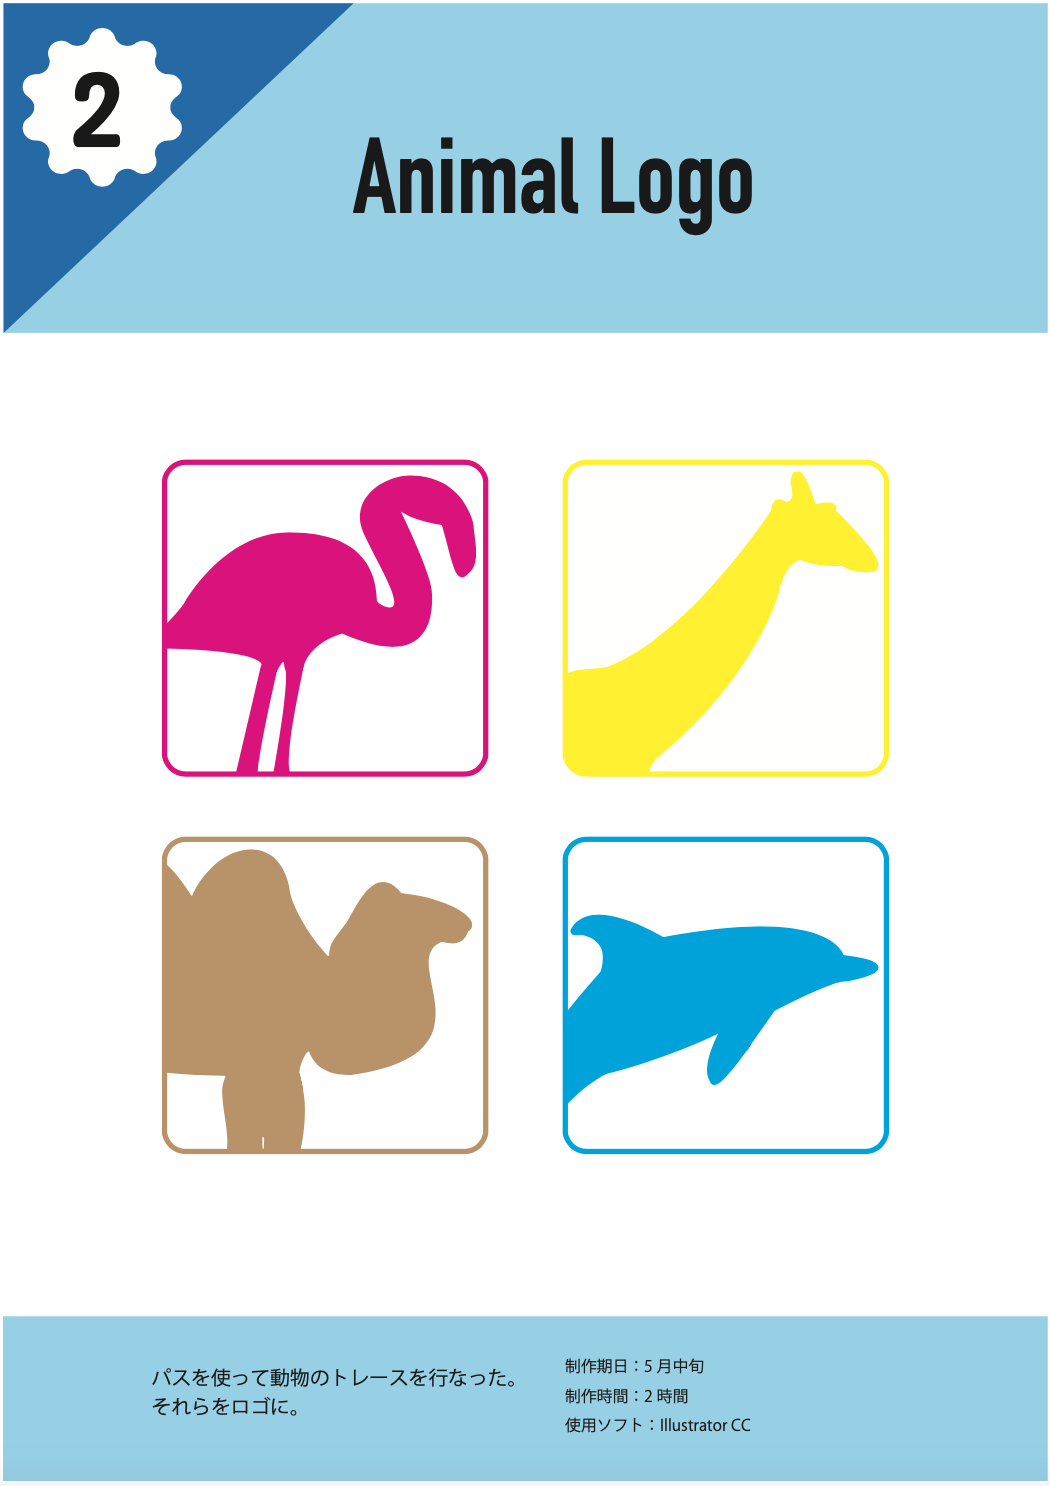 2
Animal Logo
パスを使って動物のトレースを行なった。
それらをロゴに。
制作期日：5 月中旬
制作時間：2 時間
使用ソフト：Illustrator CC